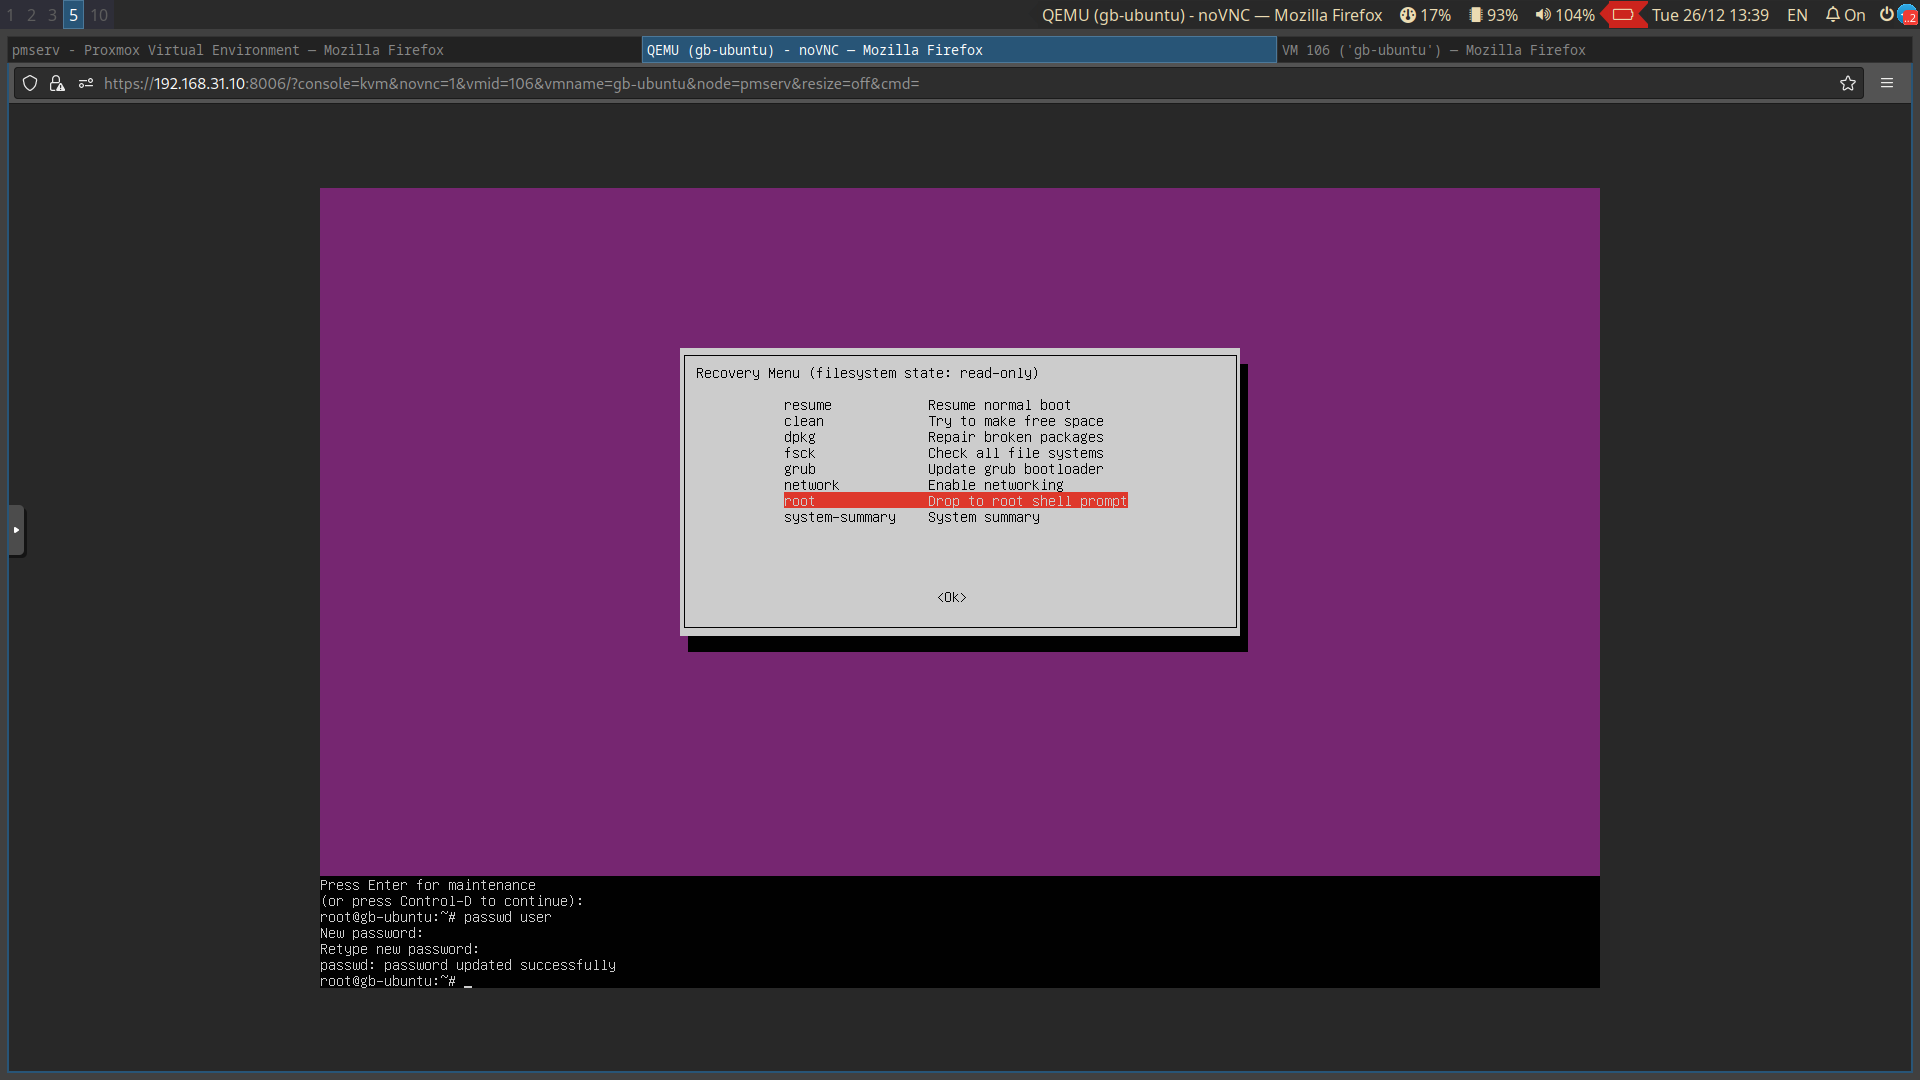 1 2 3 5 10
QEMU (gb-ubuntu) - noVNC — Mozilla Firefox 17% 93% 104% Tue 26/12 13:39 EN On 2
pmserv - Proxmox Virtual Environment — Mozilla Firefox
QEMU (gb-ubuntu) - noVNC — Mozilla Firefox
VM 106 ('gb-ubuntu') — Mozilla Firefox
https://192.168.31.10:8006/?console=kvm&novnc=1&vmid=106&vmname=gb-ubuntu&node=pmserv&resize=off&cmd=
Recovery Menu (filesystem state: read-only)
resume Resume normal boot
clean Try to make free space
dpkg Repair broken packages
fsck Check all file systems
grub Update grub bootloader
network Enable networking
root Drop to root shell prompt
system-summary System summary
<Ok>
Press Enter for maintenance
(or press Control-D to continue):
root@gb-ubuntu:~# passwd user
New password:
Retype new password:
passwd: password updated successfully
root@gb-ubuntu:~# _